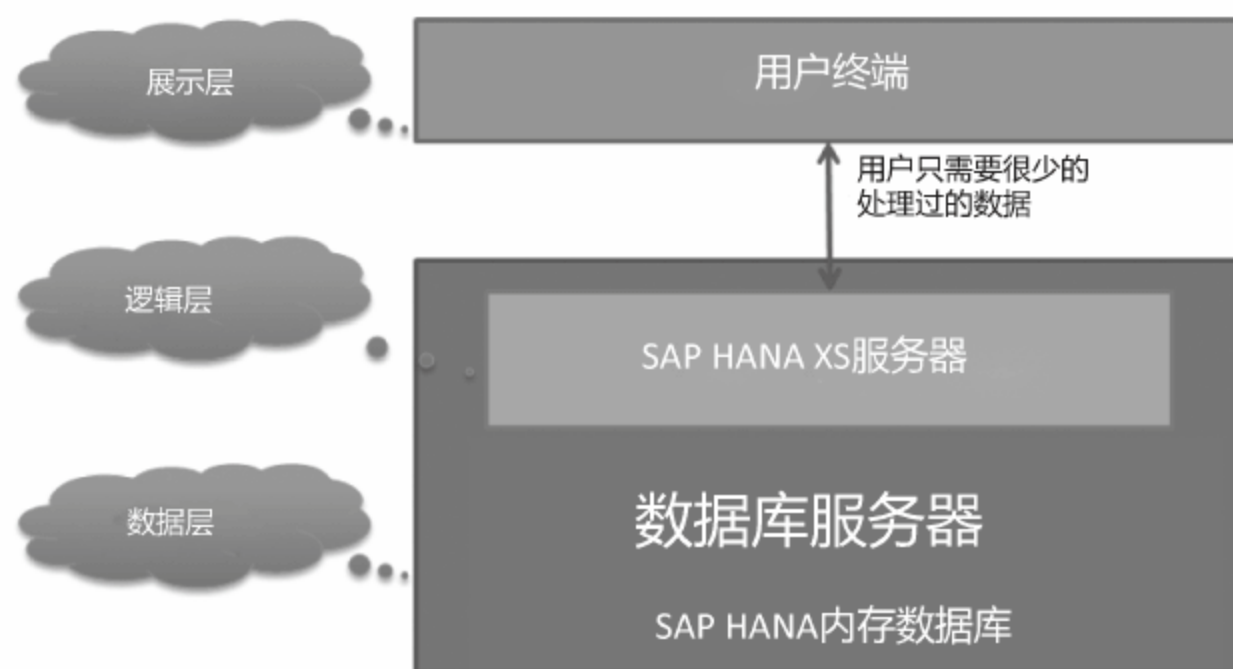 展示层
用户终端
用户只需要很少的
处理过的数据
逻辑层
SAP HANA XS服务器
数据层
数据库服务器
SAP HANA内存数据库